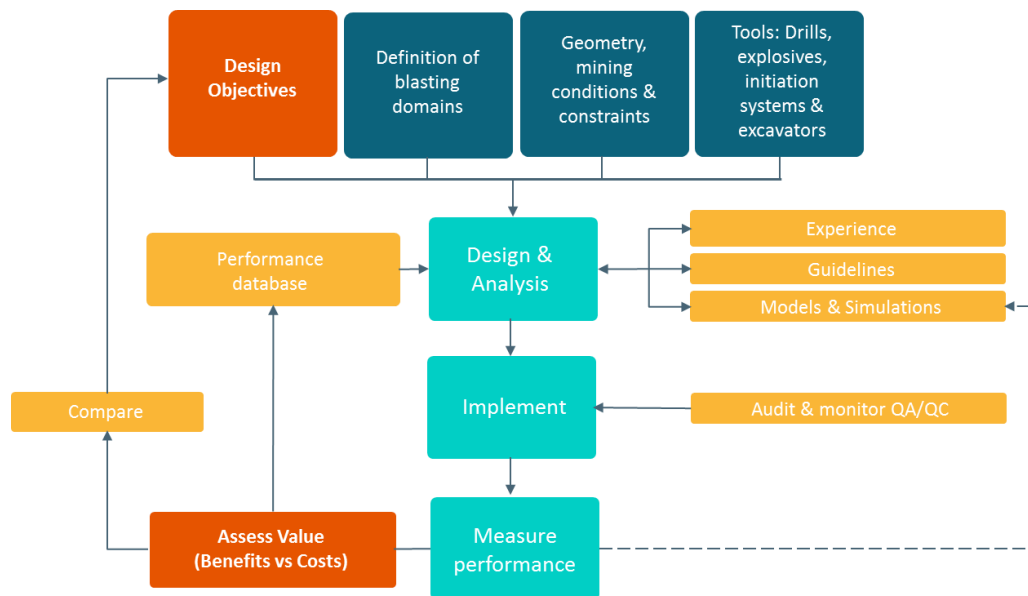 Design
Objectives
Definition of
blasting
domains
Geometry,
mining
conditions &
constraints
Tools: Drills,
explosives,
initiation
systems &
excavators
Performance
database
Design &
Analysis
Experience
Guidelines
Models & Simulations
Compare
Implement
Audit & monitor QA/QC
Assess Value
(Benefits vs Costs)
Measure
performance